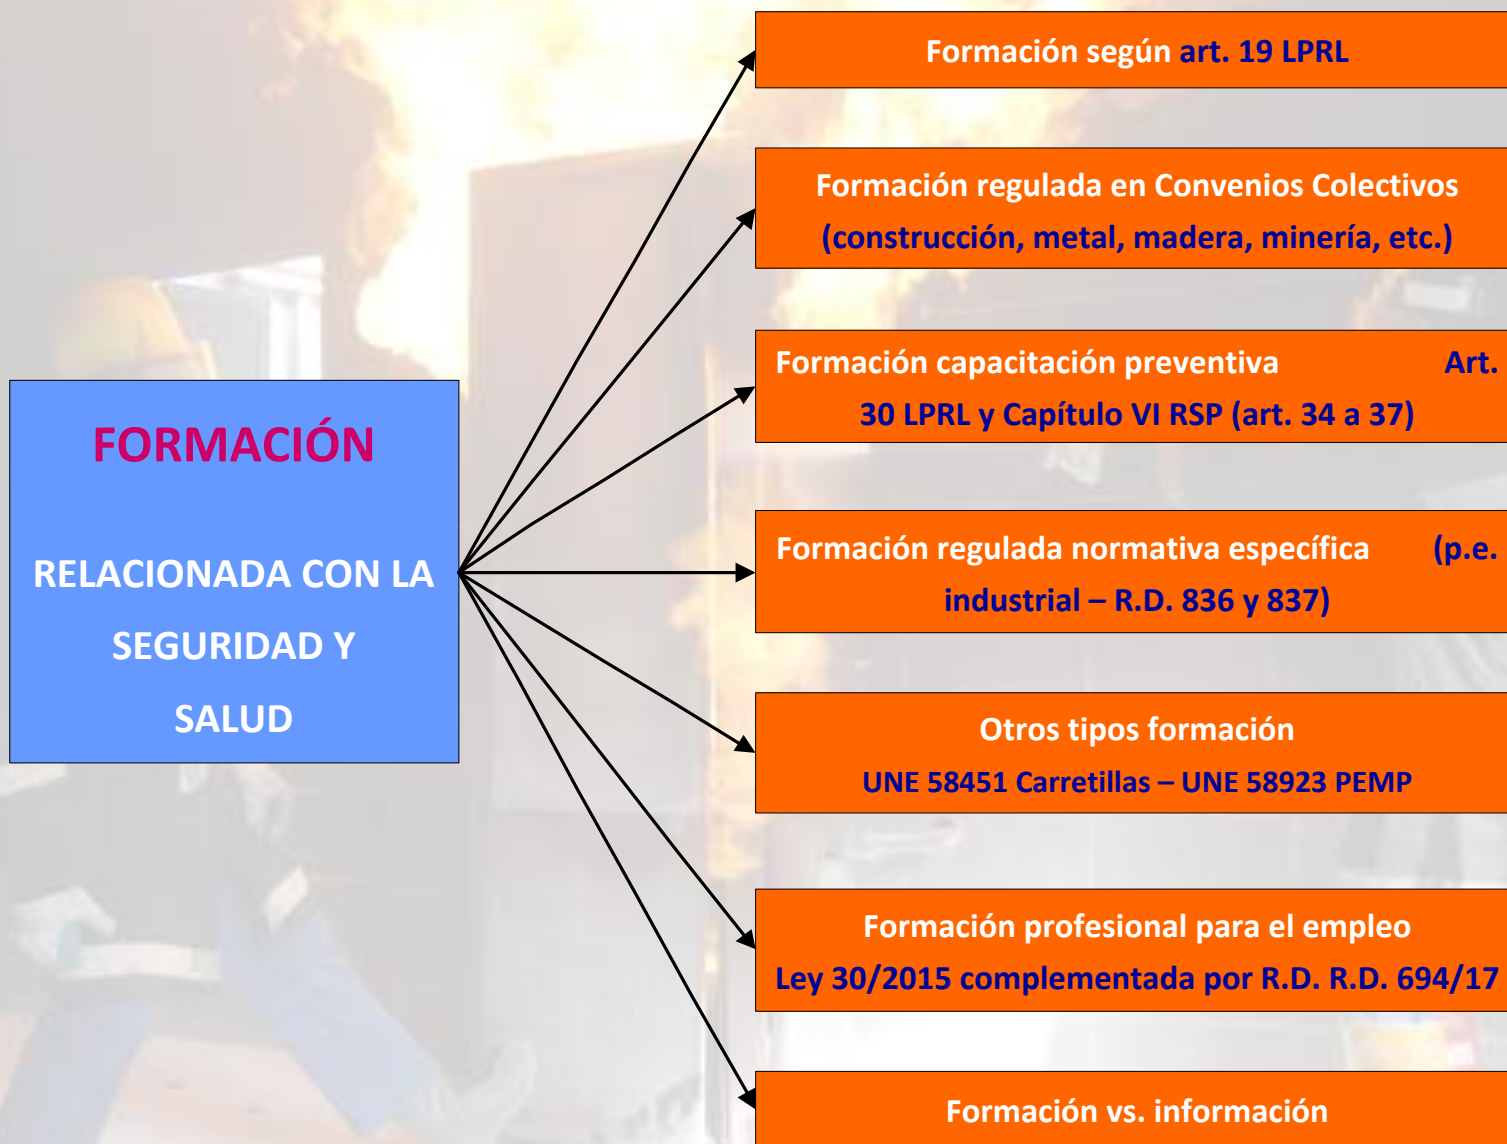 FORMACIÓN
RELACIONADA CON LA
SEGURIDAD Y
SALUD
Formación según art. 19 LPRL
Formación regulada en Convenios Colectivos
(construcción, metal, madera, minería, etc.)
Formación capacitación preventiva Art.
30 LPRL y Capítulo VI RSP (art. 34 a 37)
Formación regulada normativa específica (p.e.
industrial – R.D. 836 y 837)
Otros tipos formación
UNE 58451 Carretillas – UNE 58923 PEMP
Formación profesional para el empleo
Ley 30/2015 complementada por R.D. R.D. 694/17
Formación vs. información